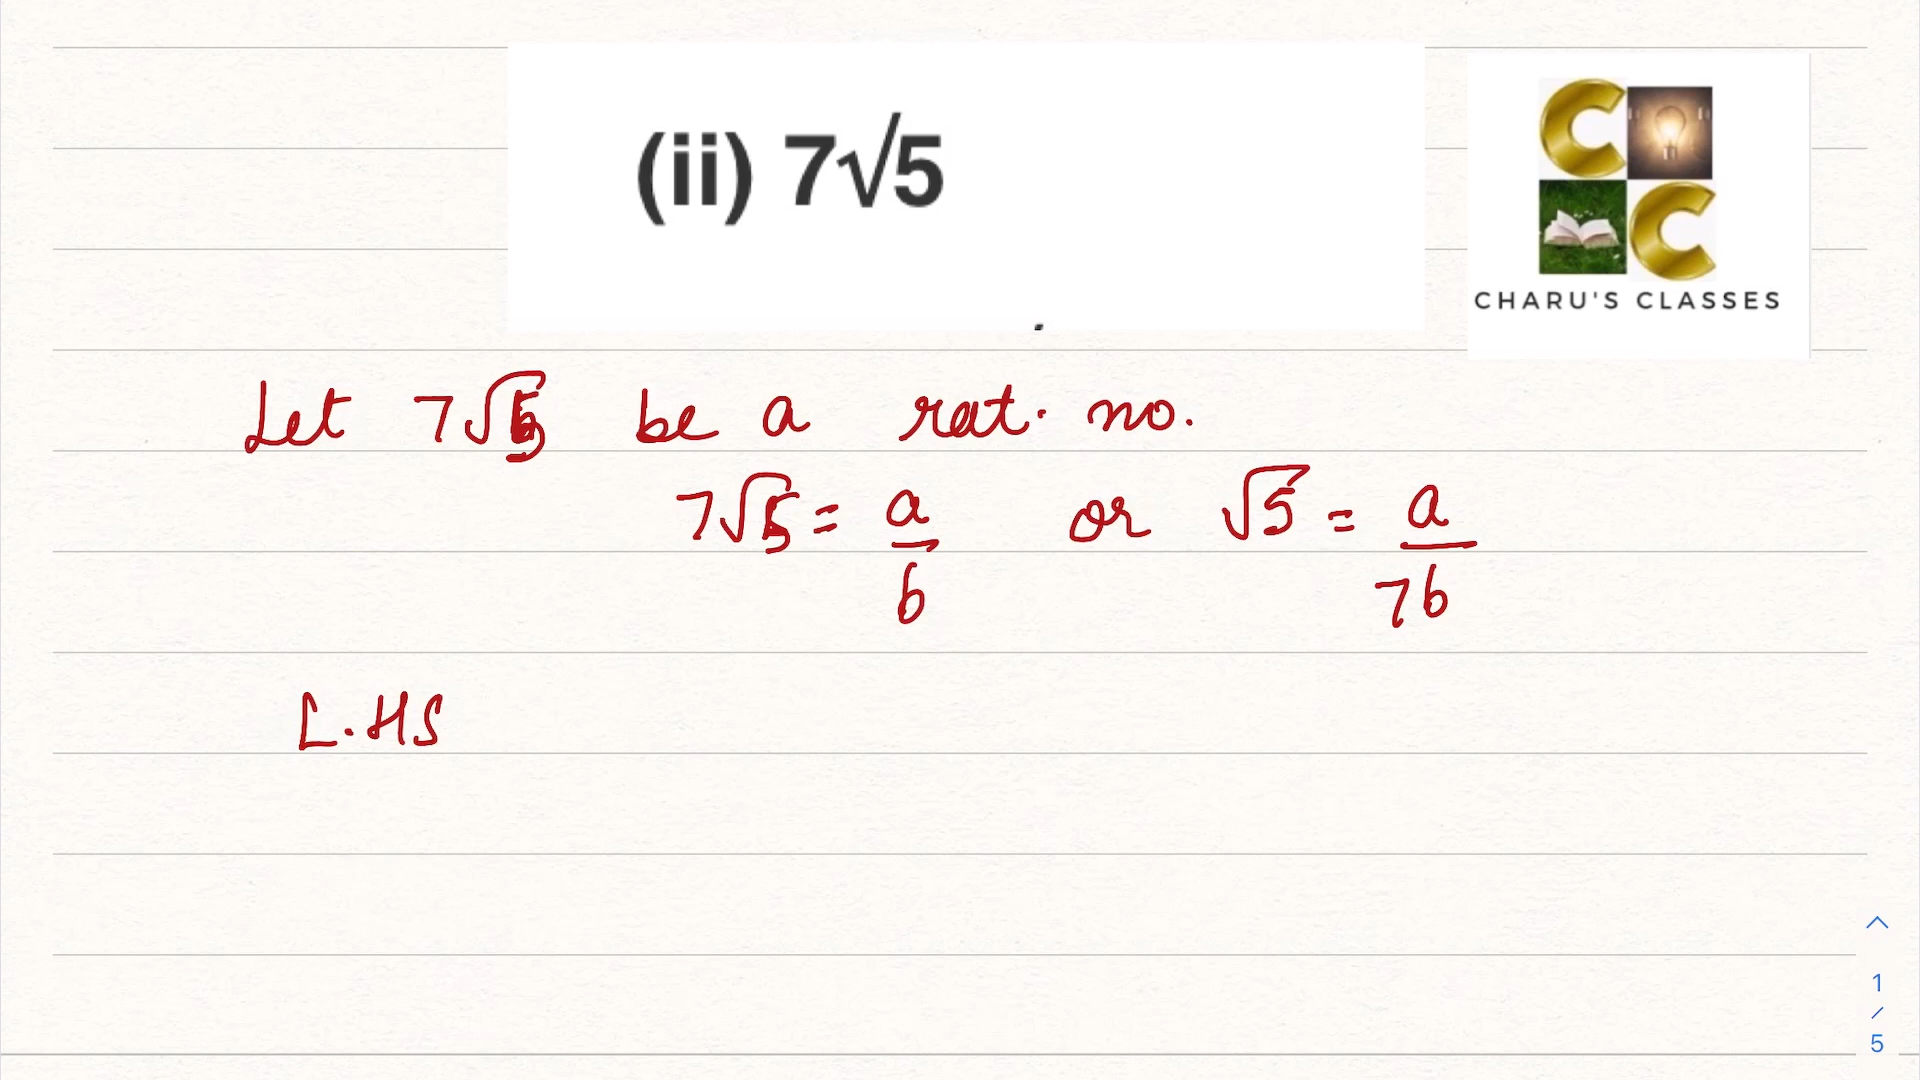 (ii) 7√5
CHARU'S CLASSES
Let 7√5 be a rat. no.
7√5 = a/b or √5 = a/7b
L.HS
1
/
5